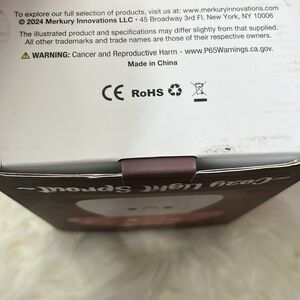 To explore our full selection of products, visit us at: www.merkuryinnovations.com
© 2024 Merkury Innovations LLC • 45 Broadway 3rd Fl. New York, NY 10006
The illustrated product and specifications may differ slightly from that supplied.
All other trademarks and trade names are those of their respective owners.
⚠ WARNING: Cancer and Reproductive Harm - www.P65Warnings.ca.gov.
Made in China
CE RoHS
~Cozy Light Sprout~